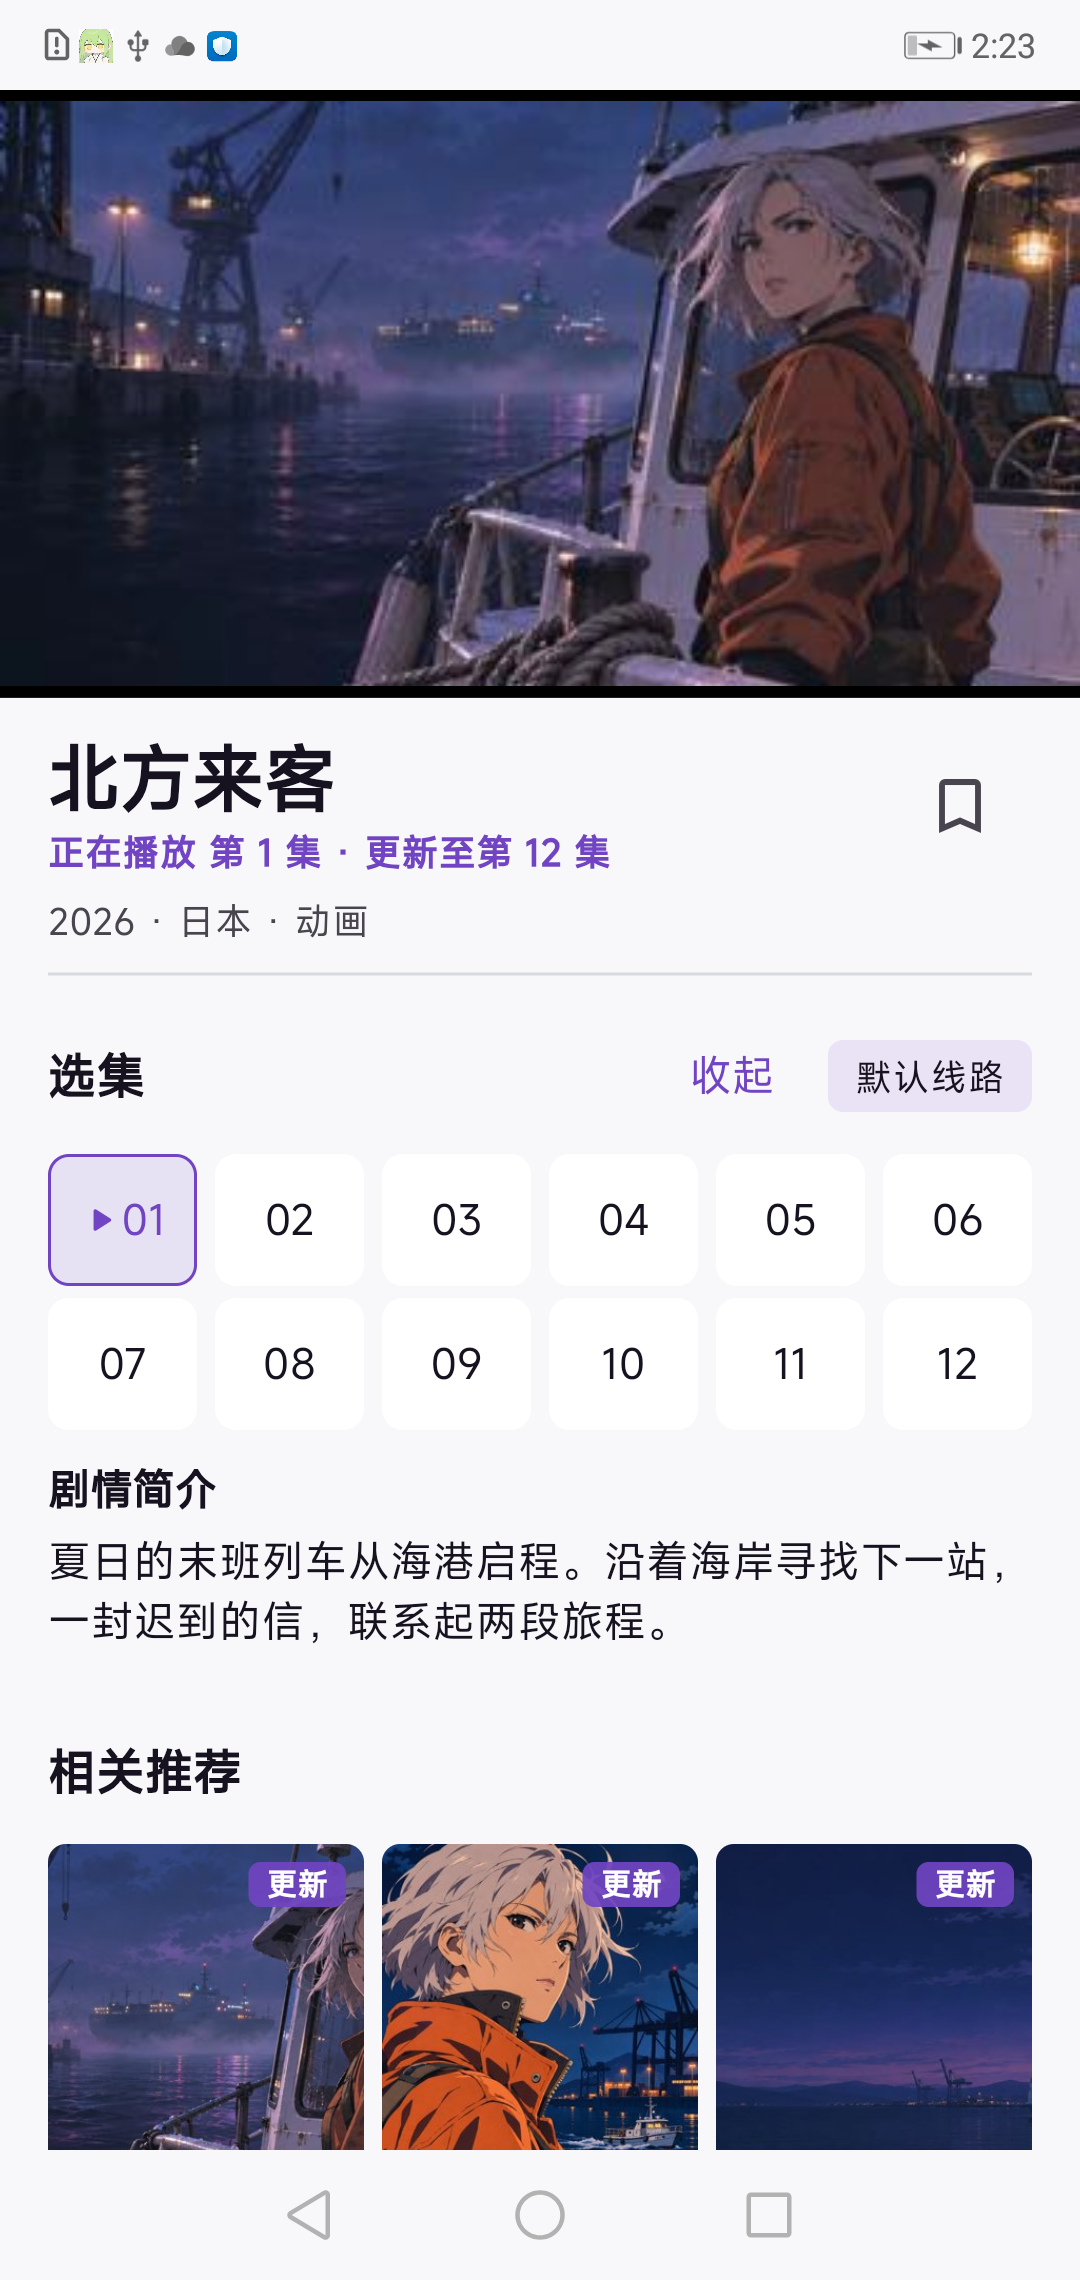 2:23
北方来客
正在播放 第 1 集 · 更新至第 12 集
2026 · 日本 · 动画
选集
收起
默认线路
01
02
03
04
05
06
07
08
09
10
11
12
剧情简介
夏日的末班列车从海港启程。沿着海岸寻找下一站，
一封迟到的信，联系起两段旅程。
相关推荐
更新
更新
更新